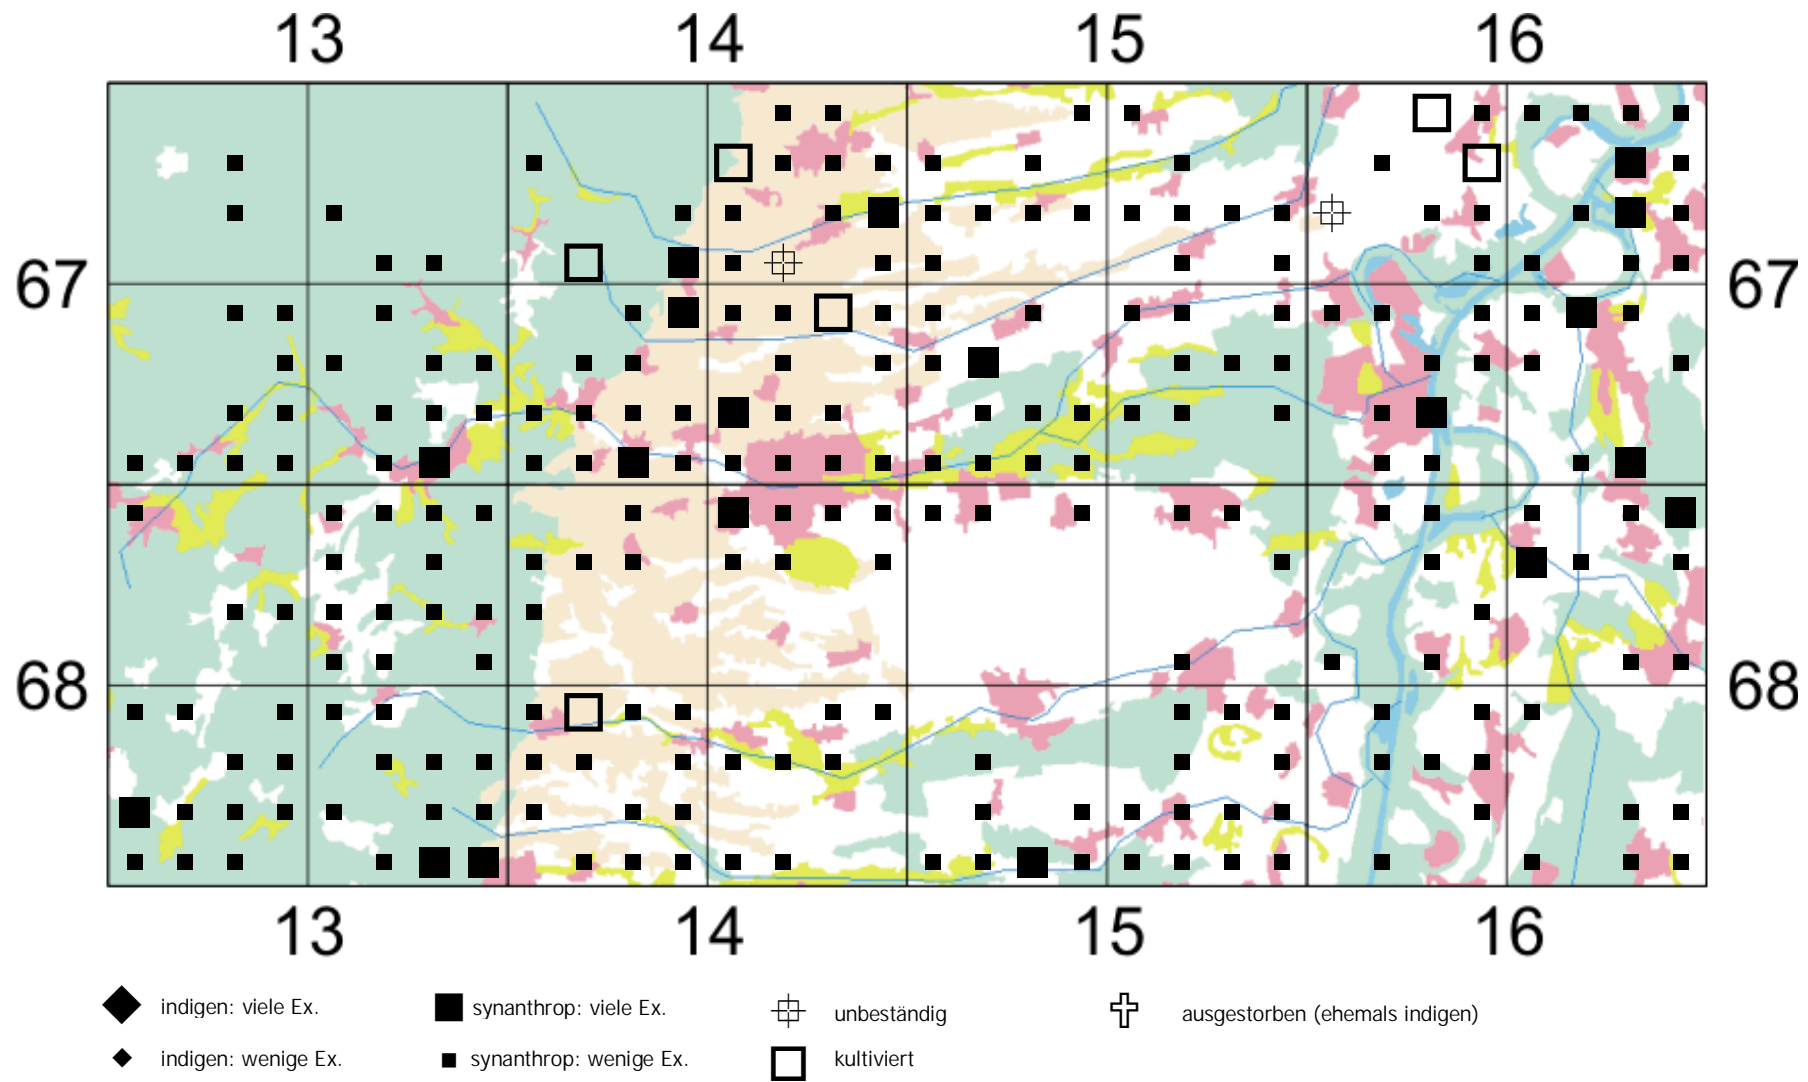 13 14 15 16
67 67
68 68
13 14 15 16
indigen: viele Ex. synanthrop: viele Ex. unbeständig ausgestorben (ehemals indigen)
indigen: wenige Ex. synanthrop: wenige Ex. kultiviert